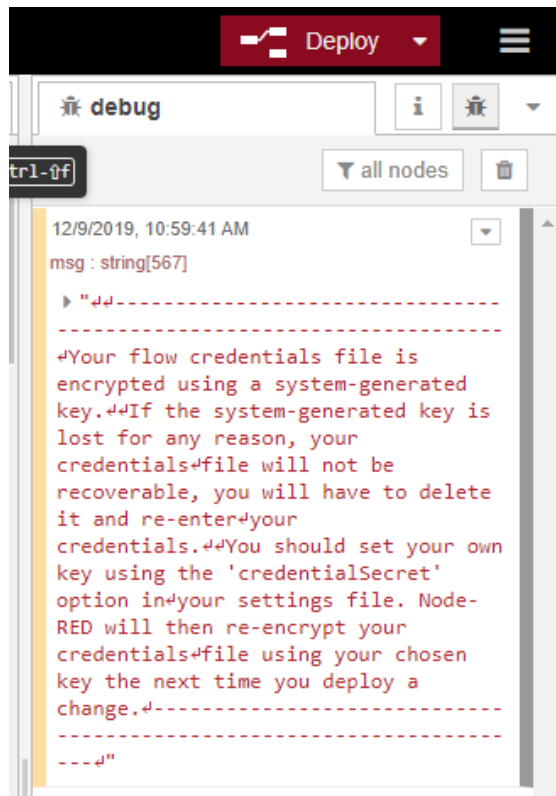 Deploy
debug
i
trl-⇧f
all nodes
12/9/2019, 10:59:41 AM
msg : string[567]
"↵↵--------------------------------
-------------------------------------
↵Your flow credentials file is
encrypted using a system-generated
key.↵↵If the system-generated key is
lost for any reason, your
credentials↵file will not be
recoverable, you will have to delete
it and re-enter↵your
credentials.↵↵You should set your own
key using the 'credentialSecret'
option in↵your settings file. Node-
RED will then re-encrypt your
credentials↵file using your chosen
key the next time you deploy a
change.↵-----------------------------
-------------------------------------
---↵"